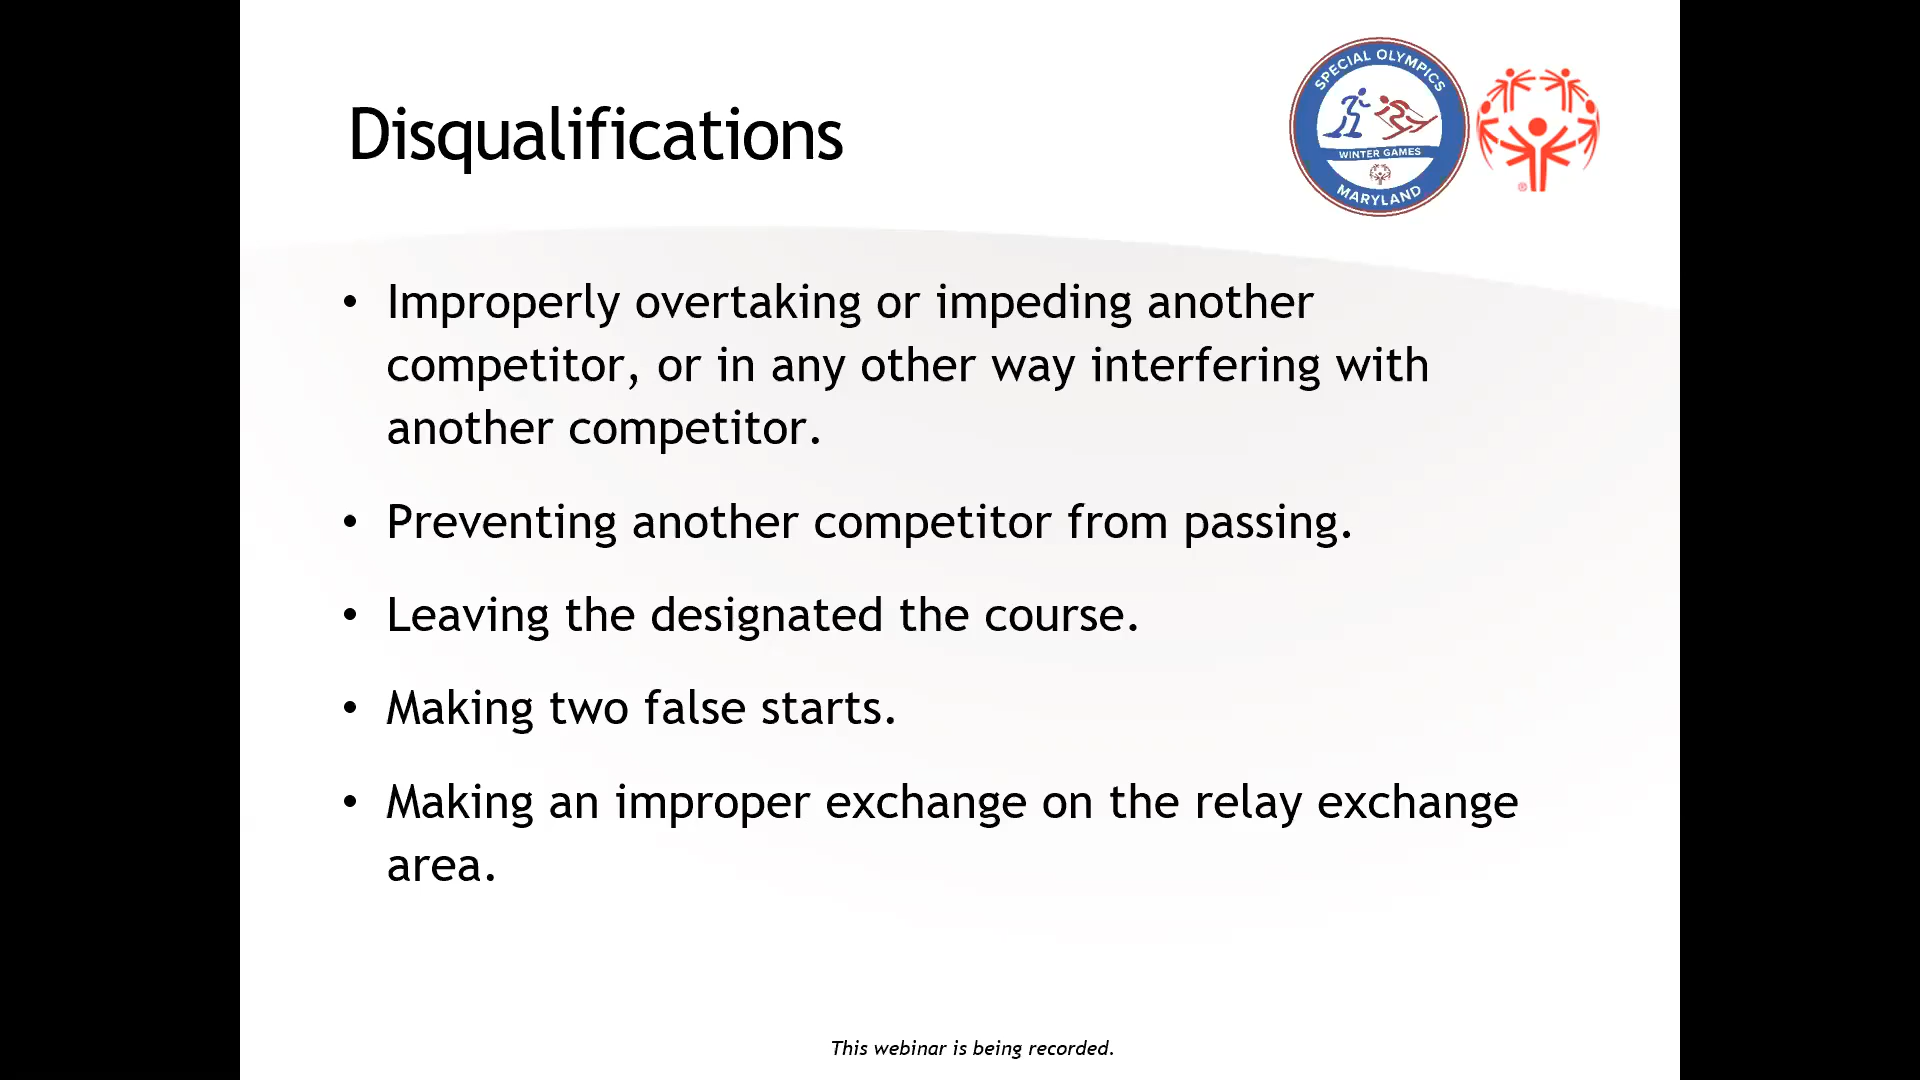 Disqualifications
SPECIAL OLYMPICS
WINTER GAMES
MARYLAND
®
• Improperly overtaking or impeding another
competitor, or in any other way interfering with
another competitor.
• Preventing another competitor from passing.
• Leaving the designated the course.
• Making two false starts.
• Making an improper exchange on the relay exchange
area.
This webinar is being recorded.